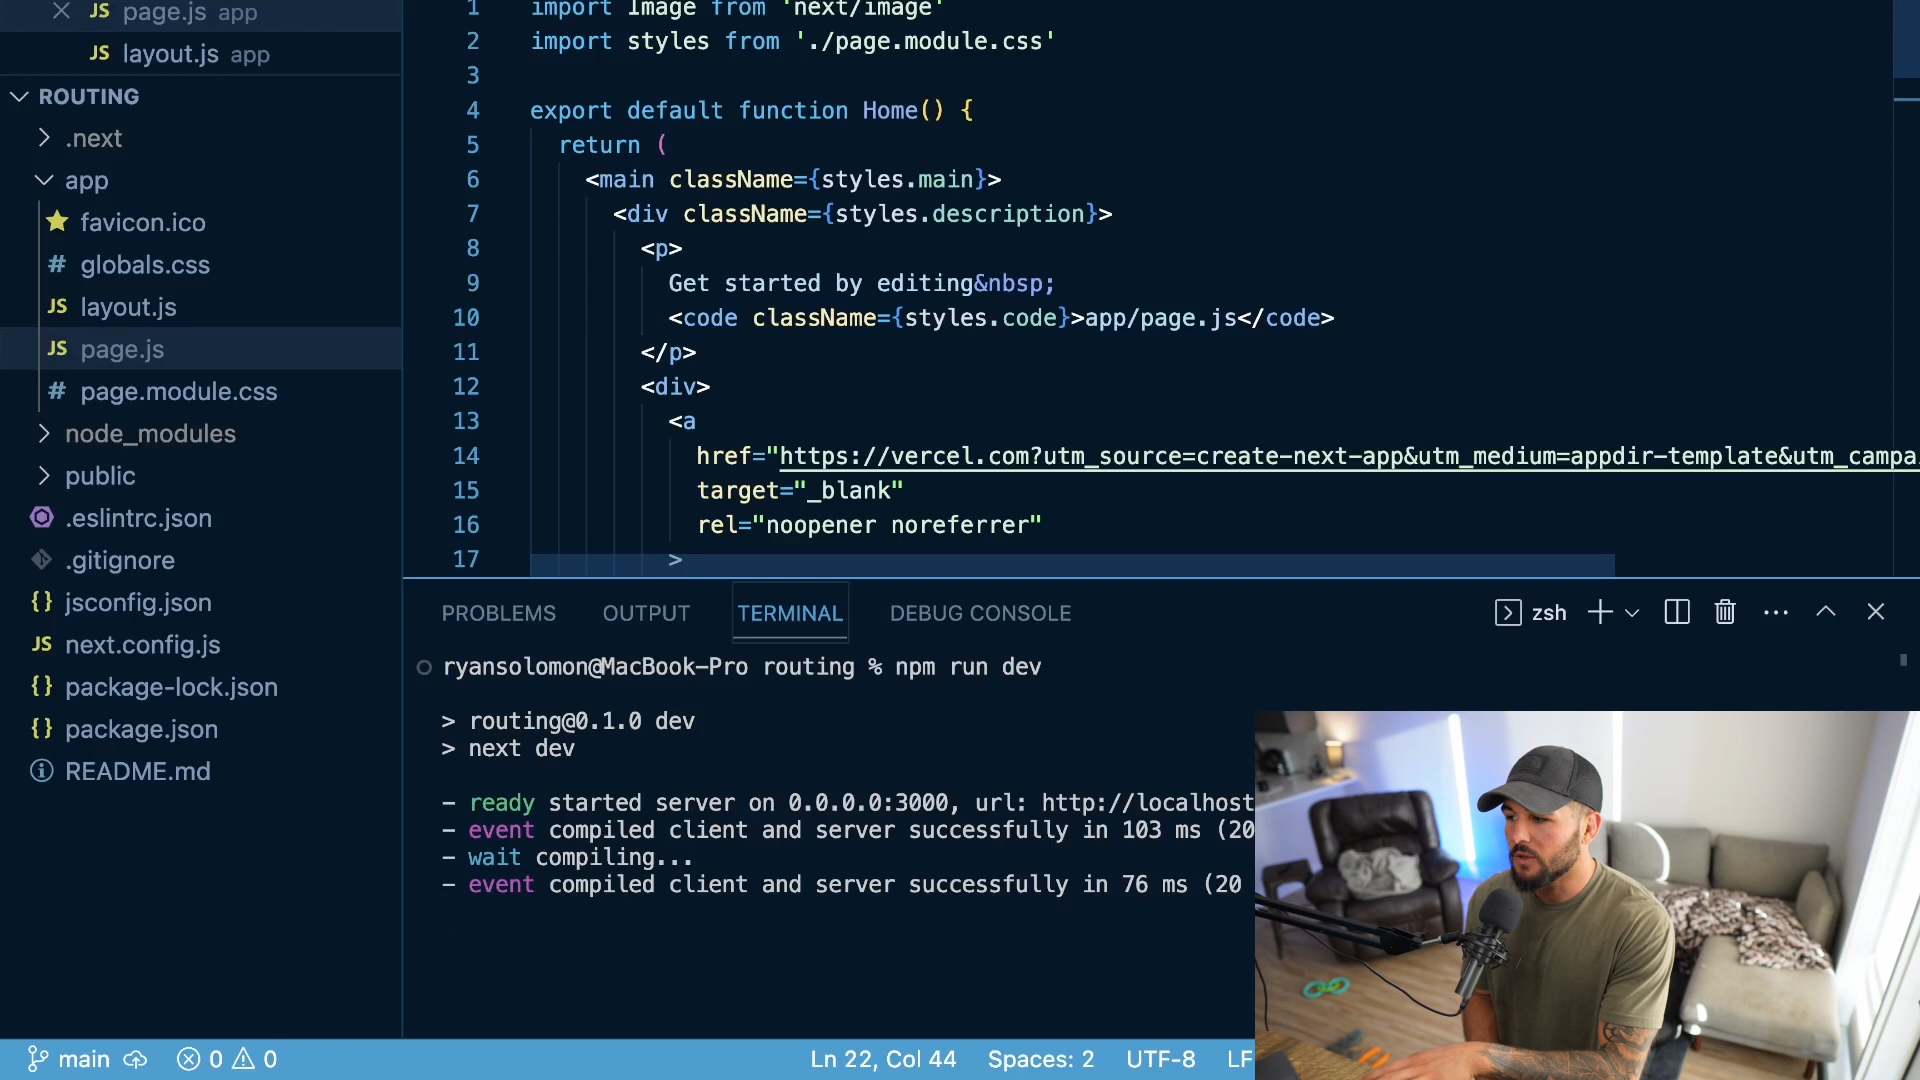 JS page.js app
JS layout.js app
ROUTING
.next
app
favicon.ico
# globals.css
JS layout.js
JS page.js
# page.module.css
node_modules
public
.eslintrc.json
.gitignore
{} jsconfig.json
JS next.config.js
{} package-lock.json
{} package.json
README.md
1 import Image from 'next/image'
2 import styles from './page.module.css'
3
4 export default function Home() {
5 return (
6 <main className={styles.main}>
7 <div className={styles.description}>
8 <p>
9 Get started by editing&nbsp;
10 <code className={styles.code}>app/page.js</code>
11 </p>
12 <div>
13 <a
14 href="https://vercel.com?utm_source=create-next-app&utm_medium=appdir-template&utm_campa
15 target="_blank"
16 rel="noopener noreferrer"
17 >
PROBLEMS OUTPUT TERMINAL DEBUG CONSOLE zsh
ryansolomon@MacBook-Pro routing % npm run dev
> routing@0.1.0 dev
> next dev
- ready started server on 0.0.0.0:3000, url: http://localhost
- event compiled client and server successfully in 103 ms (20
- wait compiling...
- event compiled client and server successfully in 76 ms (20
main 0 0 Ln 22, Col 44 Spaces: 2 UTF-8 LF